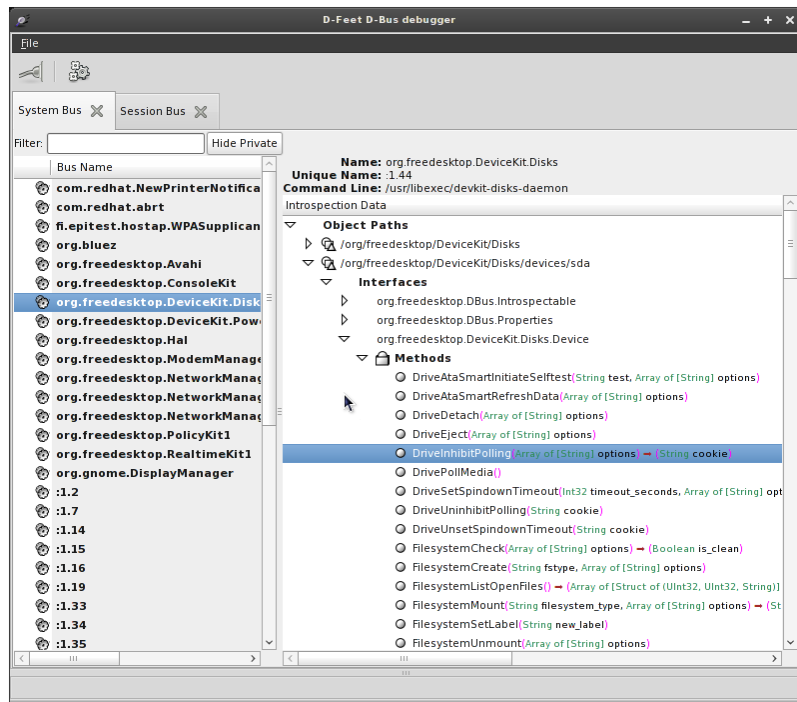 D-Feet D-Bus debugger
File
System Bus
Session Bus
Filter:
Hide Private
Bus Name
com.redhat.NewPrinterNotifica
com.redhat.abrt
fi.epitest.hostap.WPASupplican
org.bluez
org.freedesktop.Avahi
org.freedesktop.ConsoleKit
org.freedesktop.DeviceKit.Disk
org.freedesktop.DeviceKit.Pow
org.freedesktop.Hal
org.freedesktop.ModemManage
org.freedesktop.NetworkManag
org.freedesktop.NetworkManag
org.freedesktop.NetworkManag
org.freedesktop.PolicyKit1
org.freedesktop.RealtimeKit1
org.gnome.DisplayManager
:1.2
:1.7
:1.14
:1.15
:1.16
:1.19
:1.33
:1.34
:1.35
Name: org.freedesktop.DeviceKit.Disks
Unique Name: :1.44
Command Line: /usr/libexec/devkit-disks-daemon
Introspection Data
Object Paths
/org/freedesktop/DeviceKit/Disks
/org/freedesktop/DeviceKit/Disks/devices/sda
Interfaces
org.freedesktop.DBus.Introspectable
org.freedesktop.DBus.Properties
org.freedesktop.DeviceKit.Disks.Device
Methods
DriveAtaSmartInitiateSelftest(String test, Array of [String] options)
DriveAtaSmartRefreshData(Array of [String] options)
DriveDetach(Array of [String] options)
DriveEject(Array of [String] options)
DriveInhibitPolling(Array of [String] options) → (String cookie)
DrivePollMedia()
DriveSetSpindownTimeout(Int32 timeout_seconds, Array of [String] opt
DriveUninhibitPolling(String cookie)
DriveUnsetSpindownTimeout(String cookie)
FilesystemCheck(Array of [String] options) → (Boolean is_clean)
FilesystemCreate(String fstype, Array of [String] options)
FilesystemListOpenFiles() → (Array of [Struct of (UInt32, UInt32, String)]
FilesystemMount(String filesystem_type, Array of [String] options) → (St
FilesystemSetLabel(String new_label)
FilesystemUnmount(Array of [String] options)